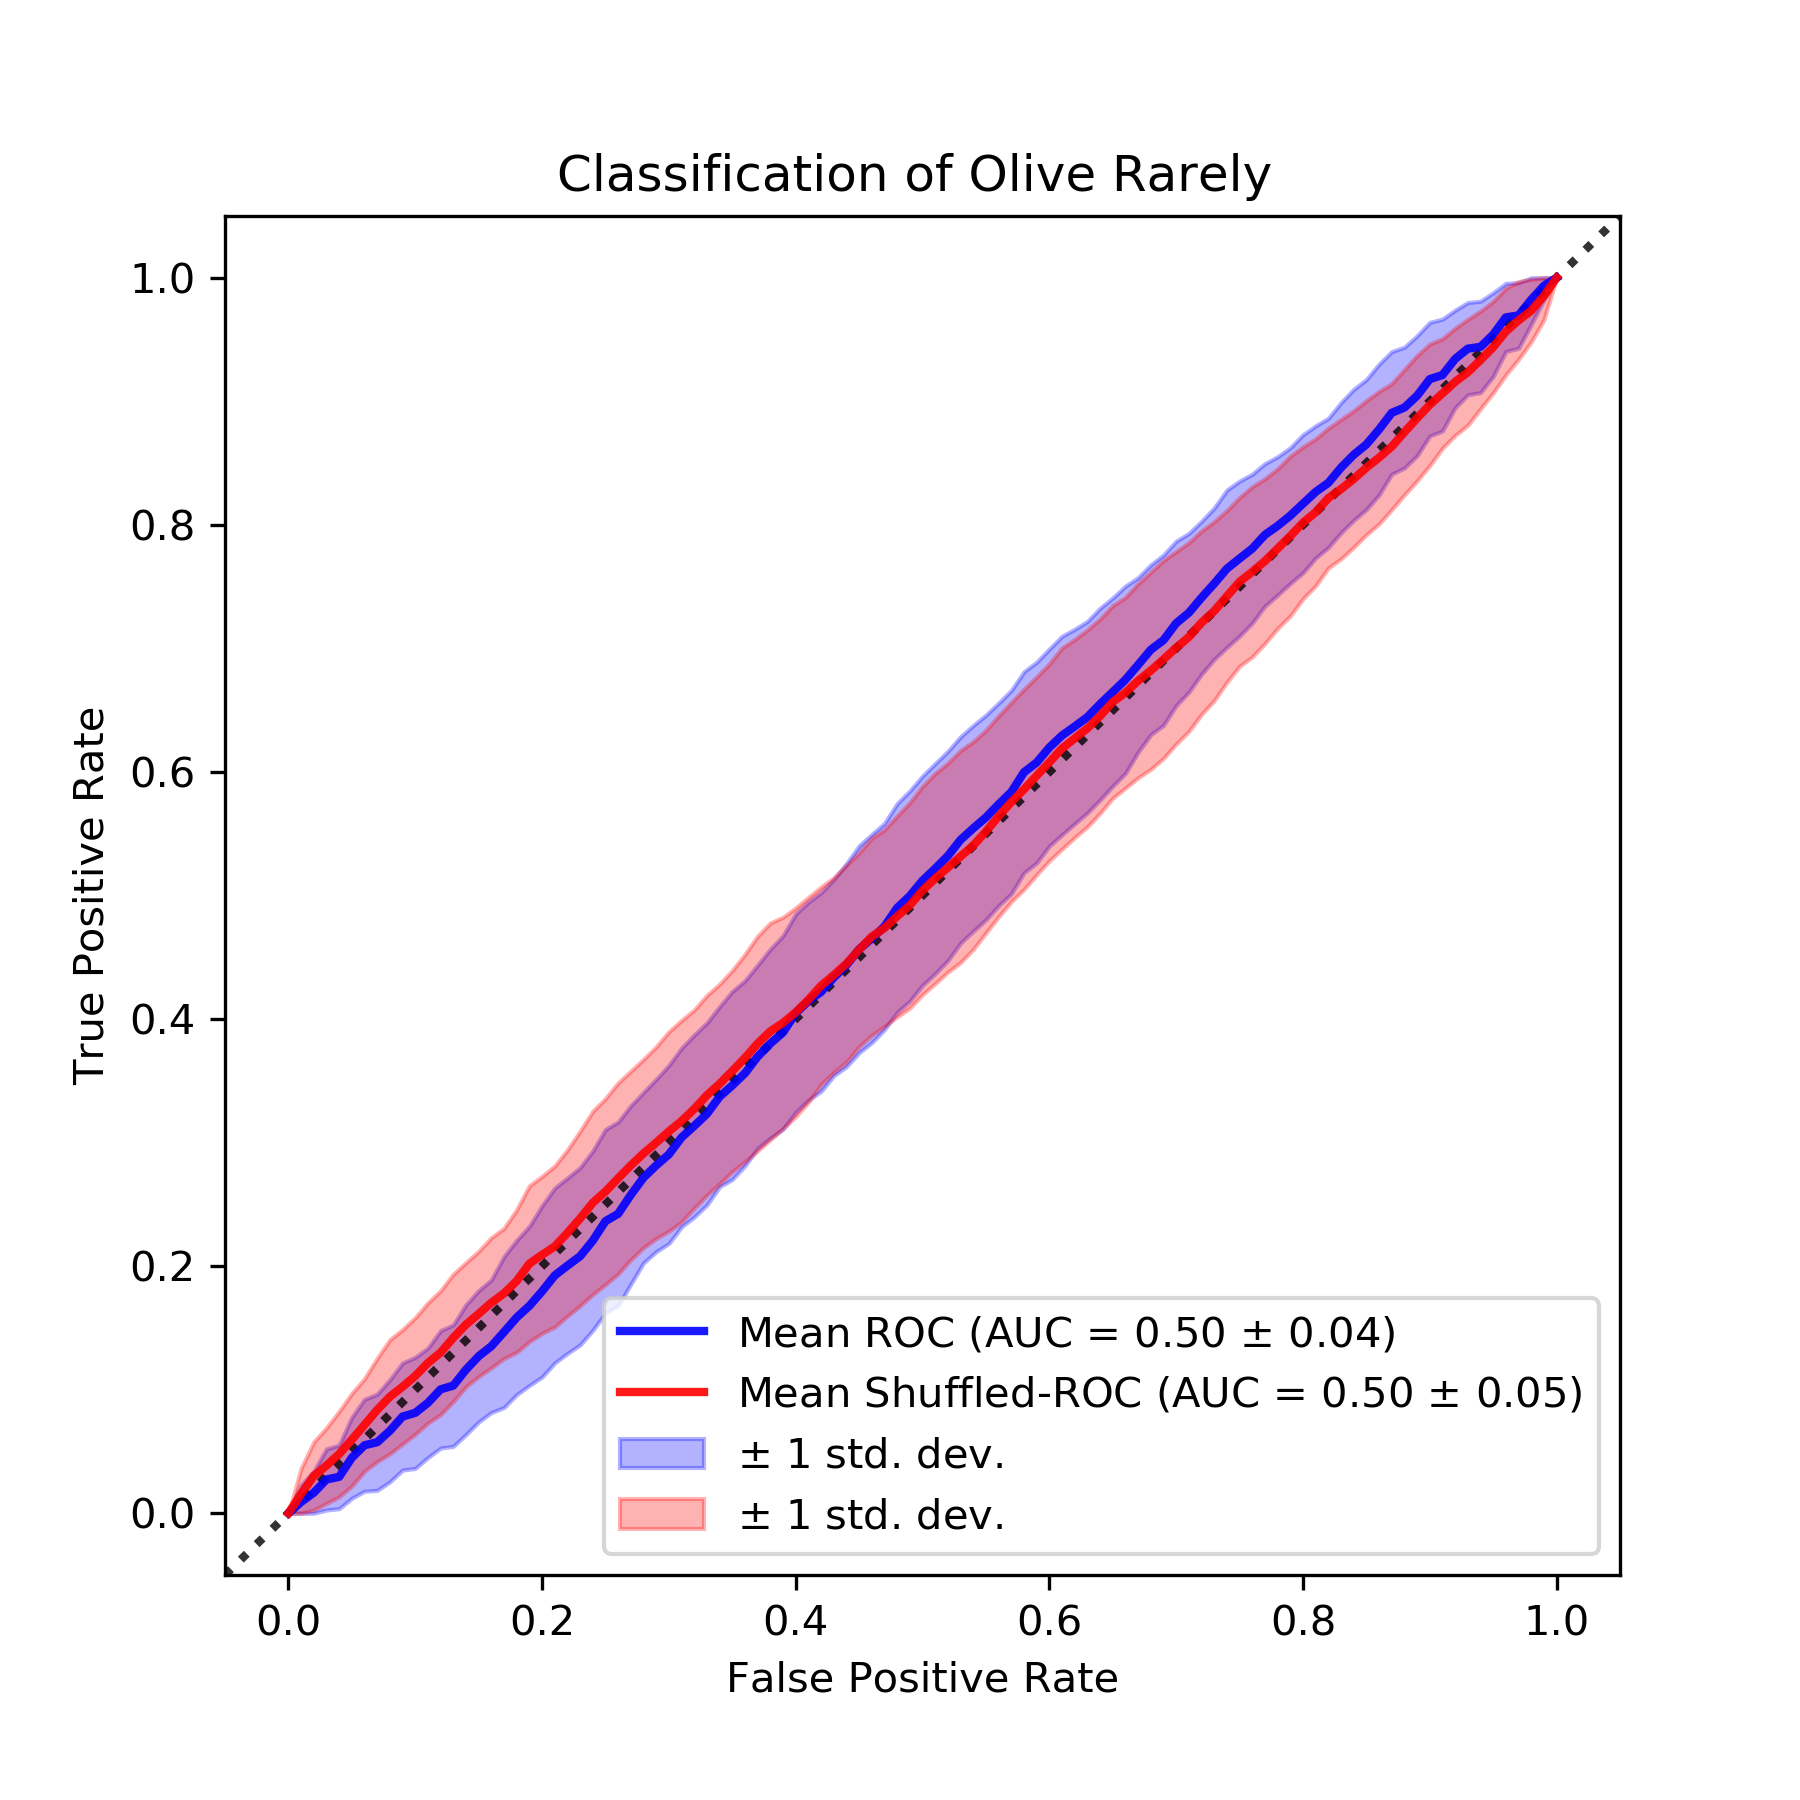 Classification of Olive Rarely
True Positive Rate
1.0
0.8
0.6
0.4
0.2
0.0
Mean ROC (AUC = 0.50 ± 0.04)
Mean Shuffled-ROC (AUC = 0.50 ± 0.05)
± 1 std. dev.
± 1 std. dev.
0.0 0.2 0.4 0.6 0.8 1.0
False Positive Rate